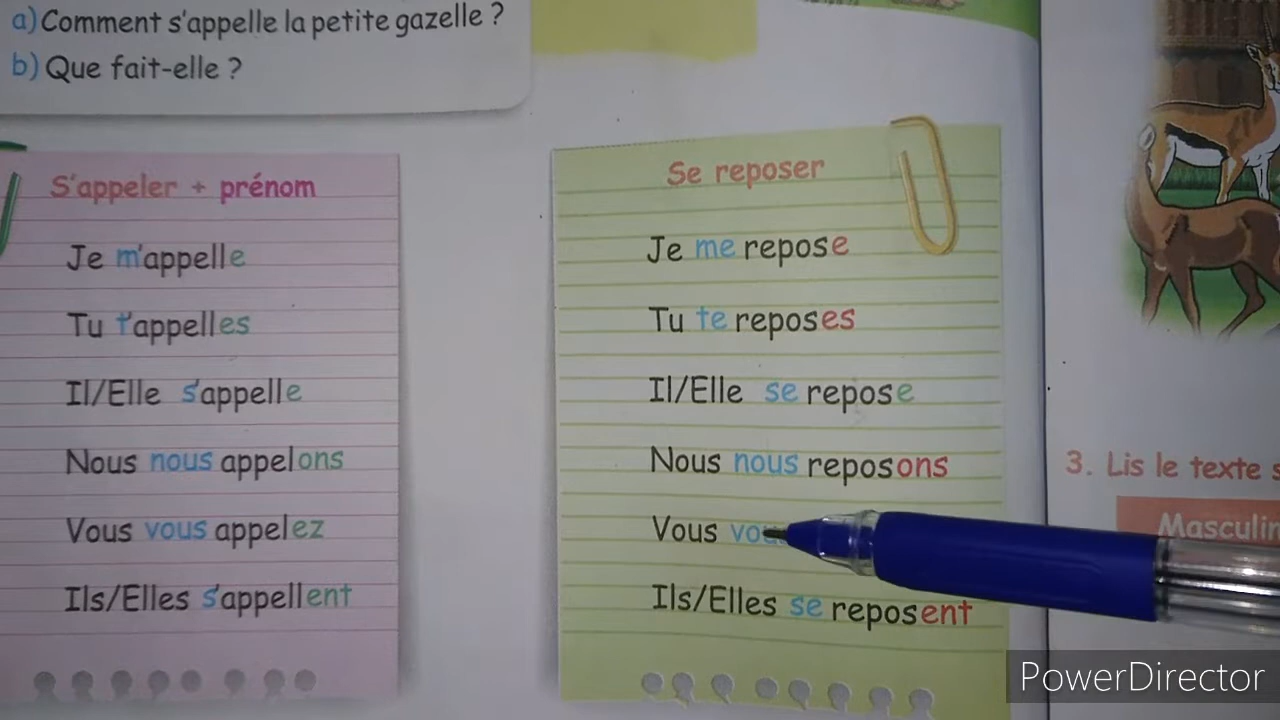 a) Comment s'appelle la petite gazelle ?
b) Que fait-elle ?
S'appeler + prénom
Je m'appelle
Tu t'appelles
Il/Elle s'appelle
Nous nous appelons
Vous vous appelez
Ils/Elles s'appellent
Se reposer
Je me repose
Tu te reposes
Il/Elle se repose
Nous nous reposons
Vous
Ils/Elles se reposent
3. Lis le texte
Masculin
PowerDirector